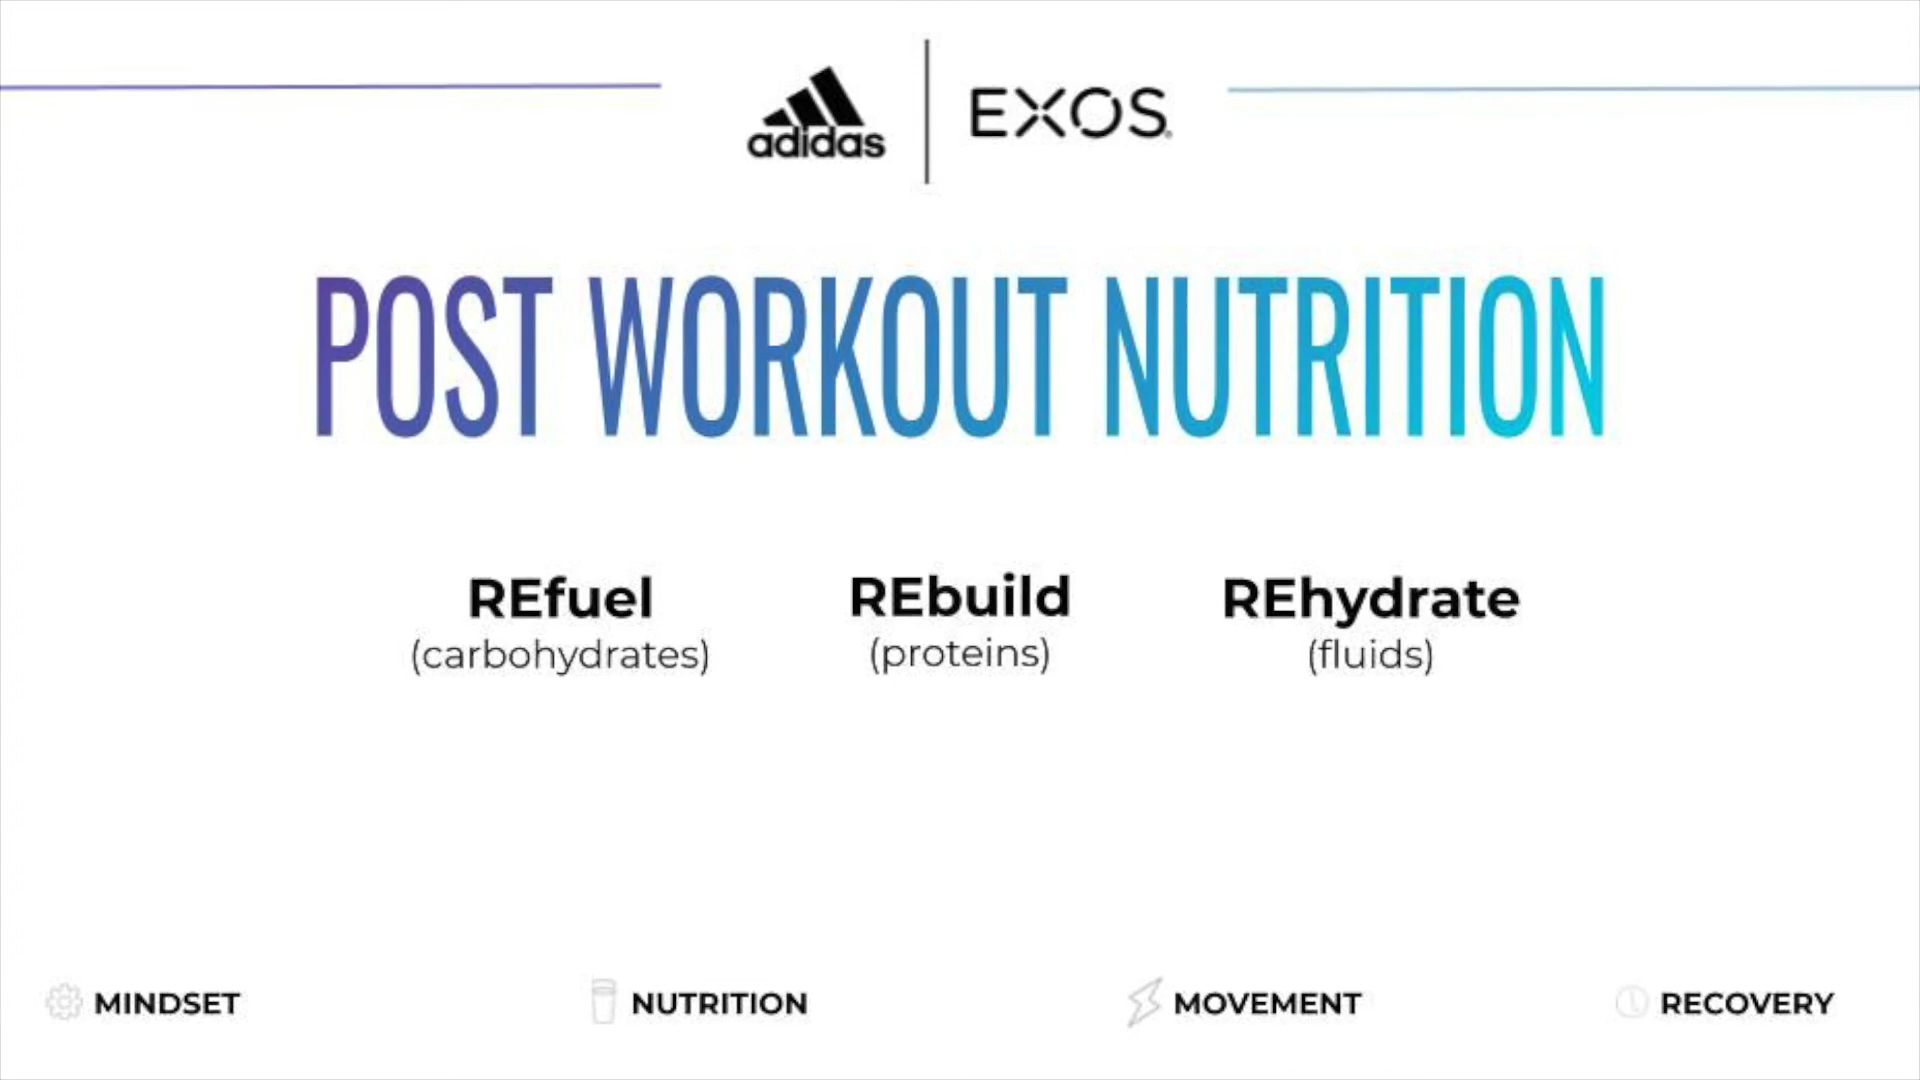 adidas
EXOS
POST WORKOUT NUTRITION
REfuel
(carbohydrates)
REbuild
(proteins)
REhydrate
(fluids)
MINDSET
NUTRITION
MOVEMENT
RECOVERY